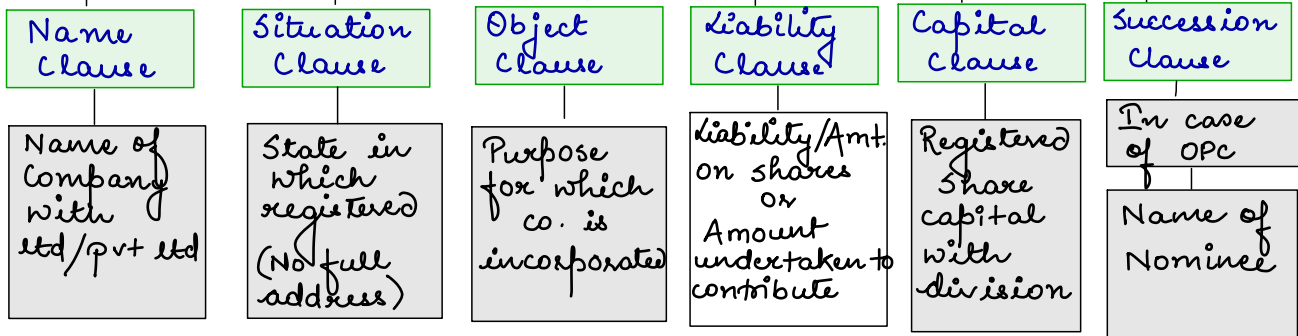 Name
Clause
Situation
Clause
Object
Clause
Liability
Clause
Capital
Clause
Succession
Clause
Name of
Company
with
ltd/pvt ltd
State in
which
registered
(No full
address)
Purpose
for which
co. is
incorporated
Liability/Amt.
on shares
or
Amount
undertaken to
contribute
Registered
Share
capital
with
division
In case
of OPC
Name of
Nominee